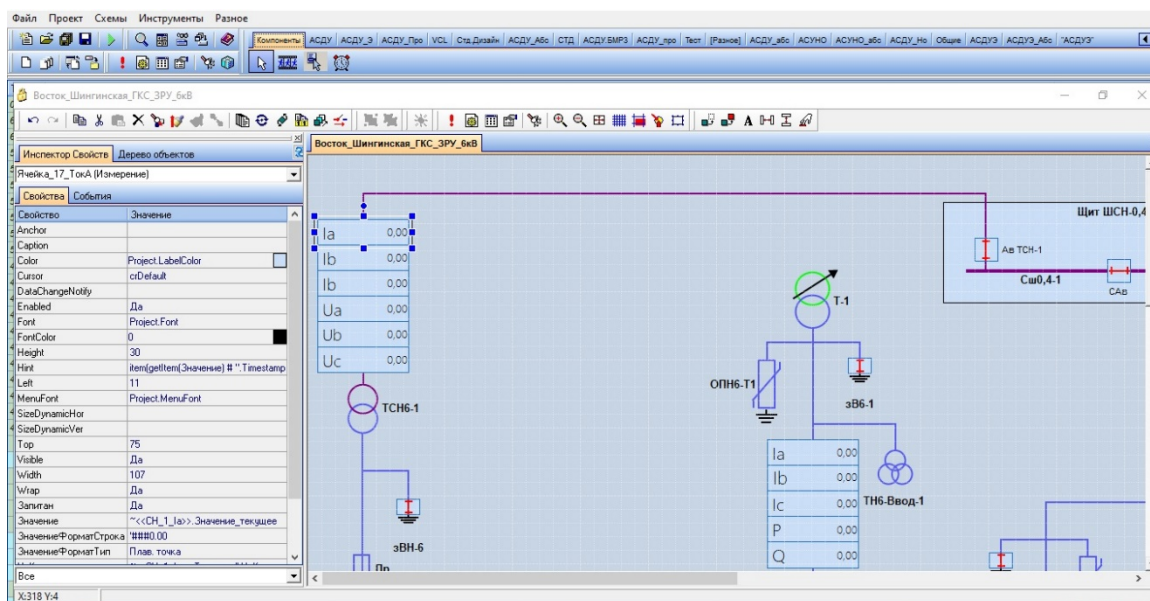 Файл Проект Схемы Инструменты Разное
Компоненты АСДУ АСДУ_Э АСДУ_Про VCL Стд.Дизайн АСДУ_Абс СТД АСДУ.БМРЗ АСДУ_про Тест [Разное] АСДУ_абс АСУНО АСУНО_абс АСДУ_Но Общие АСДУЭ АСДУЭ_Абс "АСДУЭ"
Восток_Шингинская_ГКС_ЗРУ_6кВ
Инспектор Свойств Дерево объектов
Восток_Шингинская_ГКС_ЗРУ_6кВ
Ячейка_17_ТокА (Измерение)
Свойства События
Свойство Значение
Anchor
Caption
Color Project.LabelColor
Cursor crDefault
DataChangeNotify
Enabled Да
Font Project.Font
FontColor 0
Height 30
Hint item(getItem(Значение) # ".Timestamp
Left 11
MenuFont Project.MenuFont
SizeDynamicHor
SizeDynamicVer
Top 75
Visible Да
Width 107
Wrap Да
Запитан Да
Значение ~<<СН_1_Ia>>.Значение_текущее
ЗначениеФорматСтрока '###0.00
ЗначениеФорматТип Плав. точка
Все
X:318 Y:4
Ia 0,00
Ib 0,00
Ib 0,00
Ua 0,00
Ub 0,00
Uc 0,00
ТСН6-1
зВН-6
Пр
Щит ШСН-0,4
Ав ТСН-1
Сш0,4-1
САв
Т-1
ОПН6-Т1
зВ6-1
Ia 0,00
Ib 0,00
Ic 0,00
P 0,00
Q 0,00
ТН6-Ввод-1